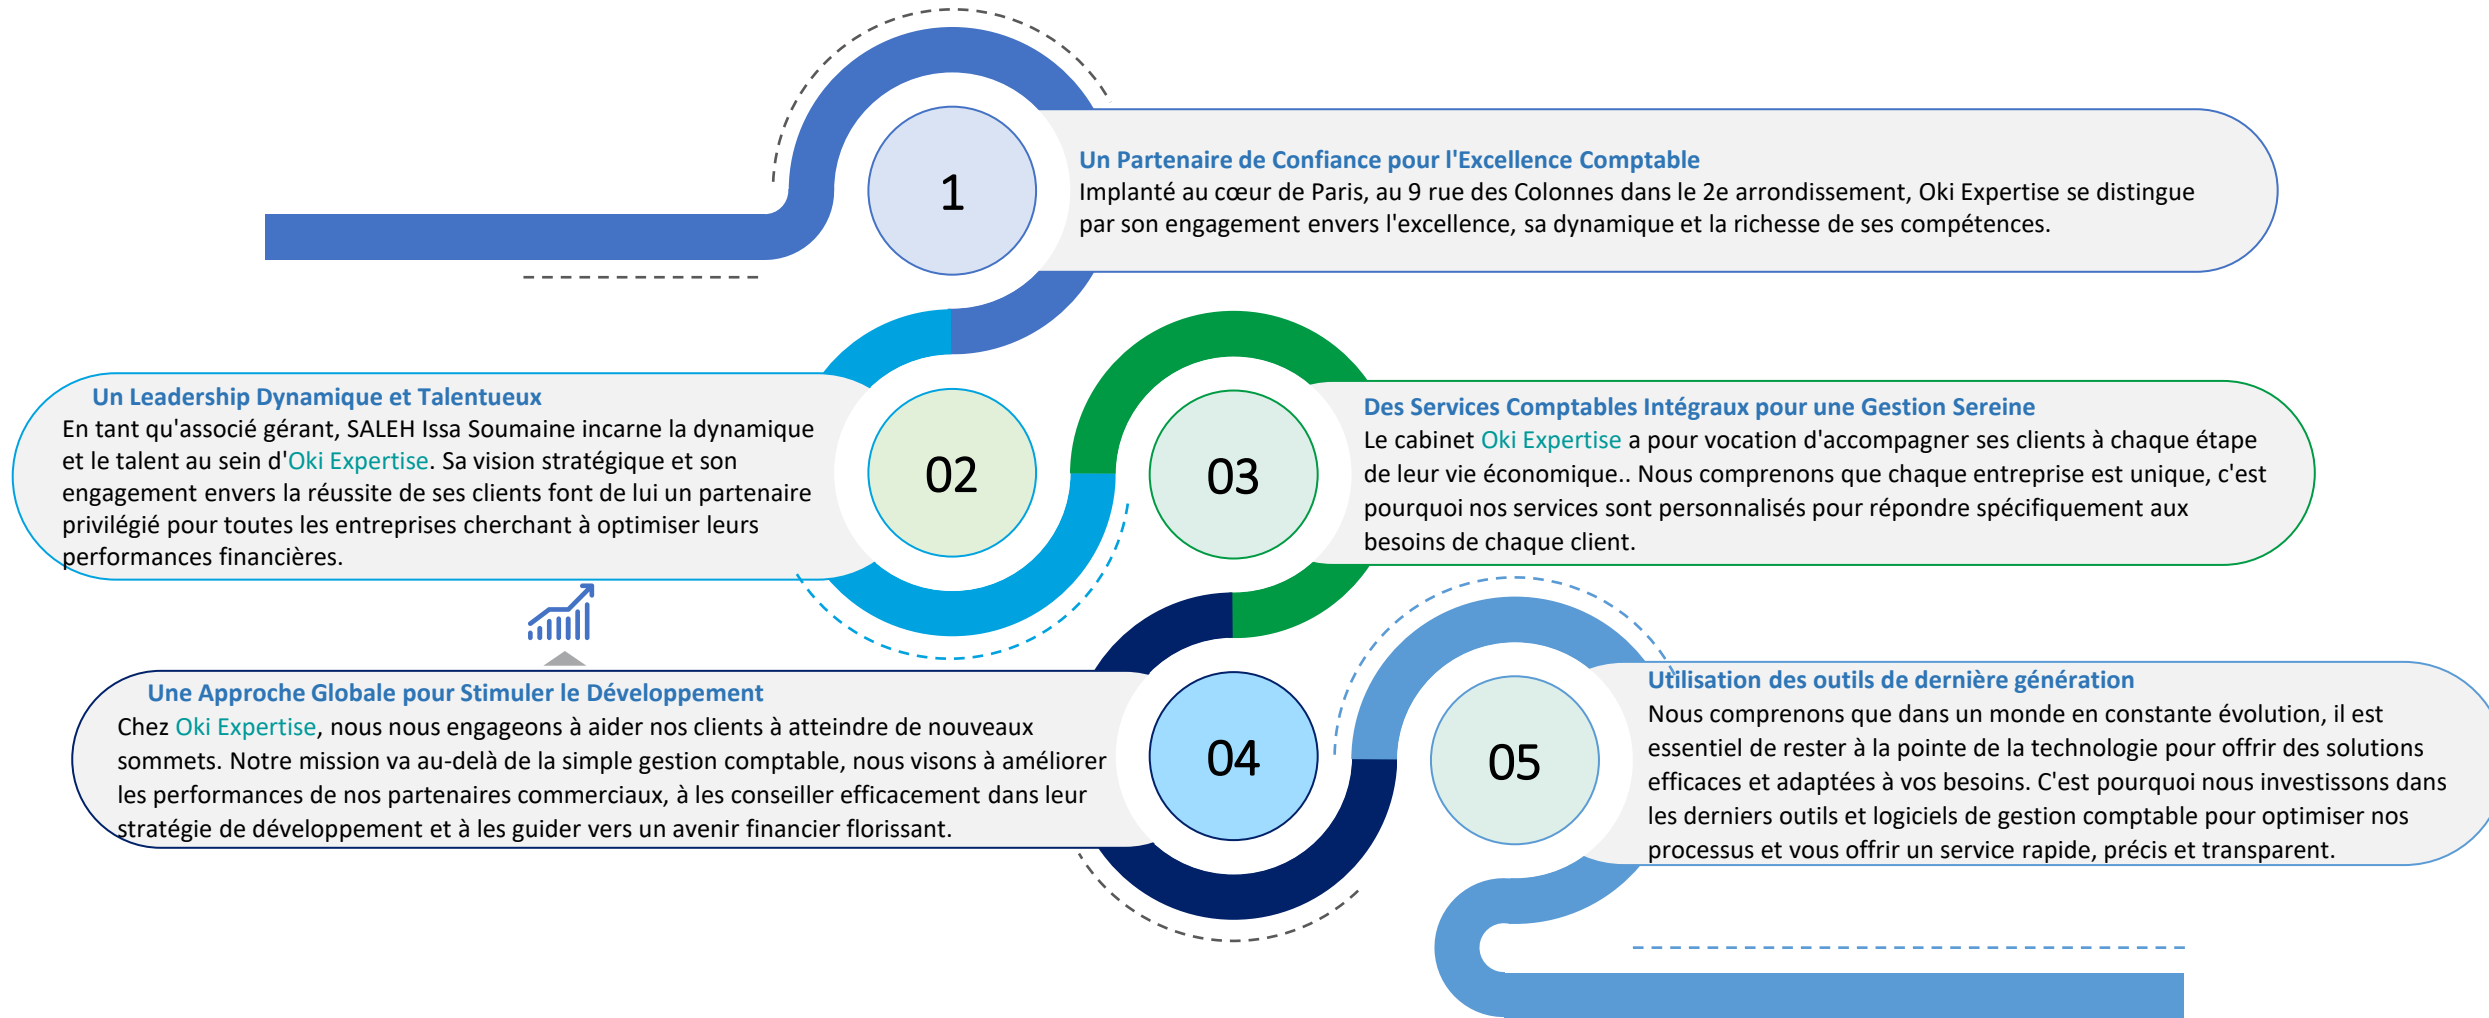 1
Un Partenaire de Confiance pour l'Excellence Comptable
Implanté au cœur de Paris, au 9 rue des Colonnes dans le 2e arrondissement, Oki Expertise se distingue
par son engagement envers l'excellence, sa dynamique et la richesse de ses compétences.
Un Leadership Dynamique et Talentueux
En tant qu'associé gérant, SALEH Issa Soumaine incarne la dynamique
et le talent au sein d'Oki Expertise. Sa vision stratégique et son
engagement envers la réussite de ses clients font de lui un partenaire
privilégié pour toutes les entreprises cherchant à optimiser leurs
performances financières.
02
03
Des Services Comptables Intégraux pour une Gestion Sereine
Le cabinet Oki Expertise a pour vocation d'accompagner ses clients à chaque étape
de leur vie économique.. Nous comprenons que chaque entreprise est unique, c'est
pourquoi nos services sont personnalisés pour répondre spécifiquement aux
besoins de chaque client.
Une Approche Globale pour Stimuler le Développement
Chez Oki Expertise, nous nous engageons à aider nos clients à atteindre de nouveaux
sommets. Notre mission va au-delà de la simple gestion comptable, nous visons à améliorer
les performances de nos partenaires commerciaux, à les conseiller efficacement dans leur
stratégie de développement et à les guider vers un avenir financier florissant.
04
05
Utilisation des outils de dernière génération
Nous comprenons que dans un monde en constante évolution, il est
essentiel de rester à la pointe de la technologie pour offrir des solutions
efficaces et adaptées à vos besoins. C'est pourquoi nous investissons dans
les derniers outils et logiciels de gestion comptable pour optimiser nos
processus et vous offrir un service rapide, précis et transparent.